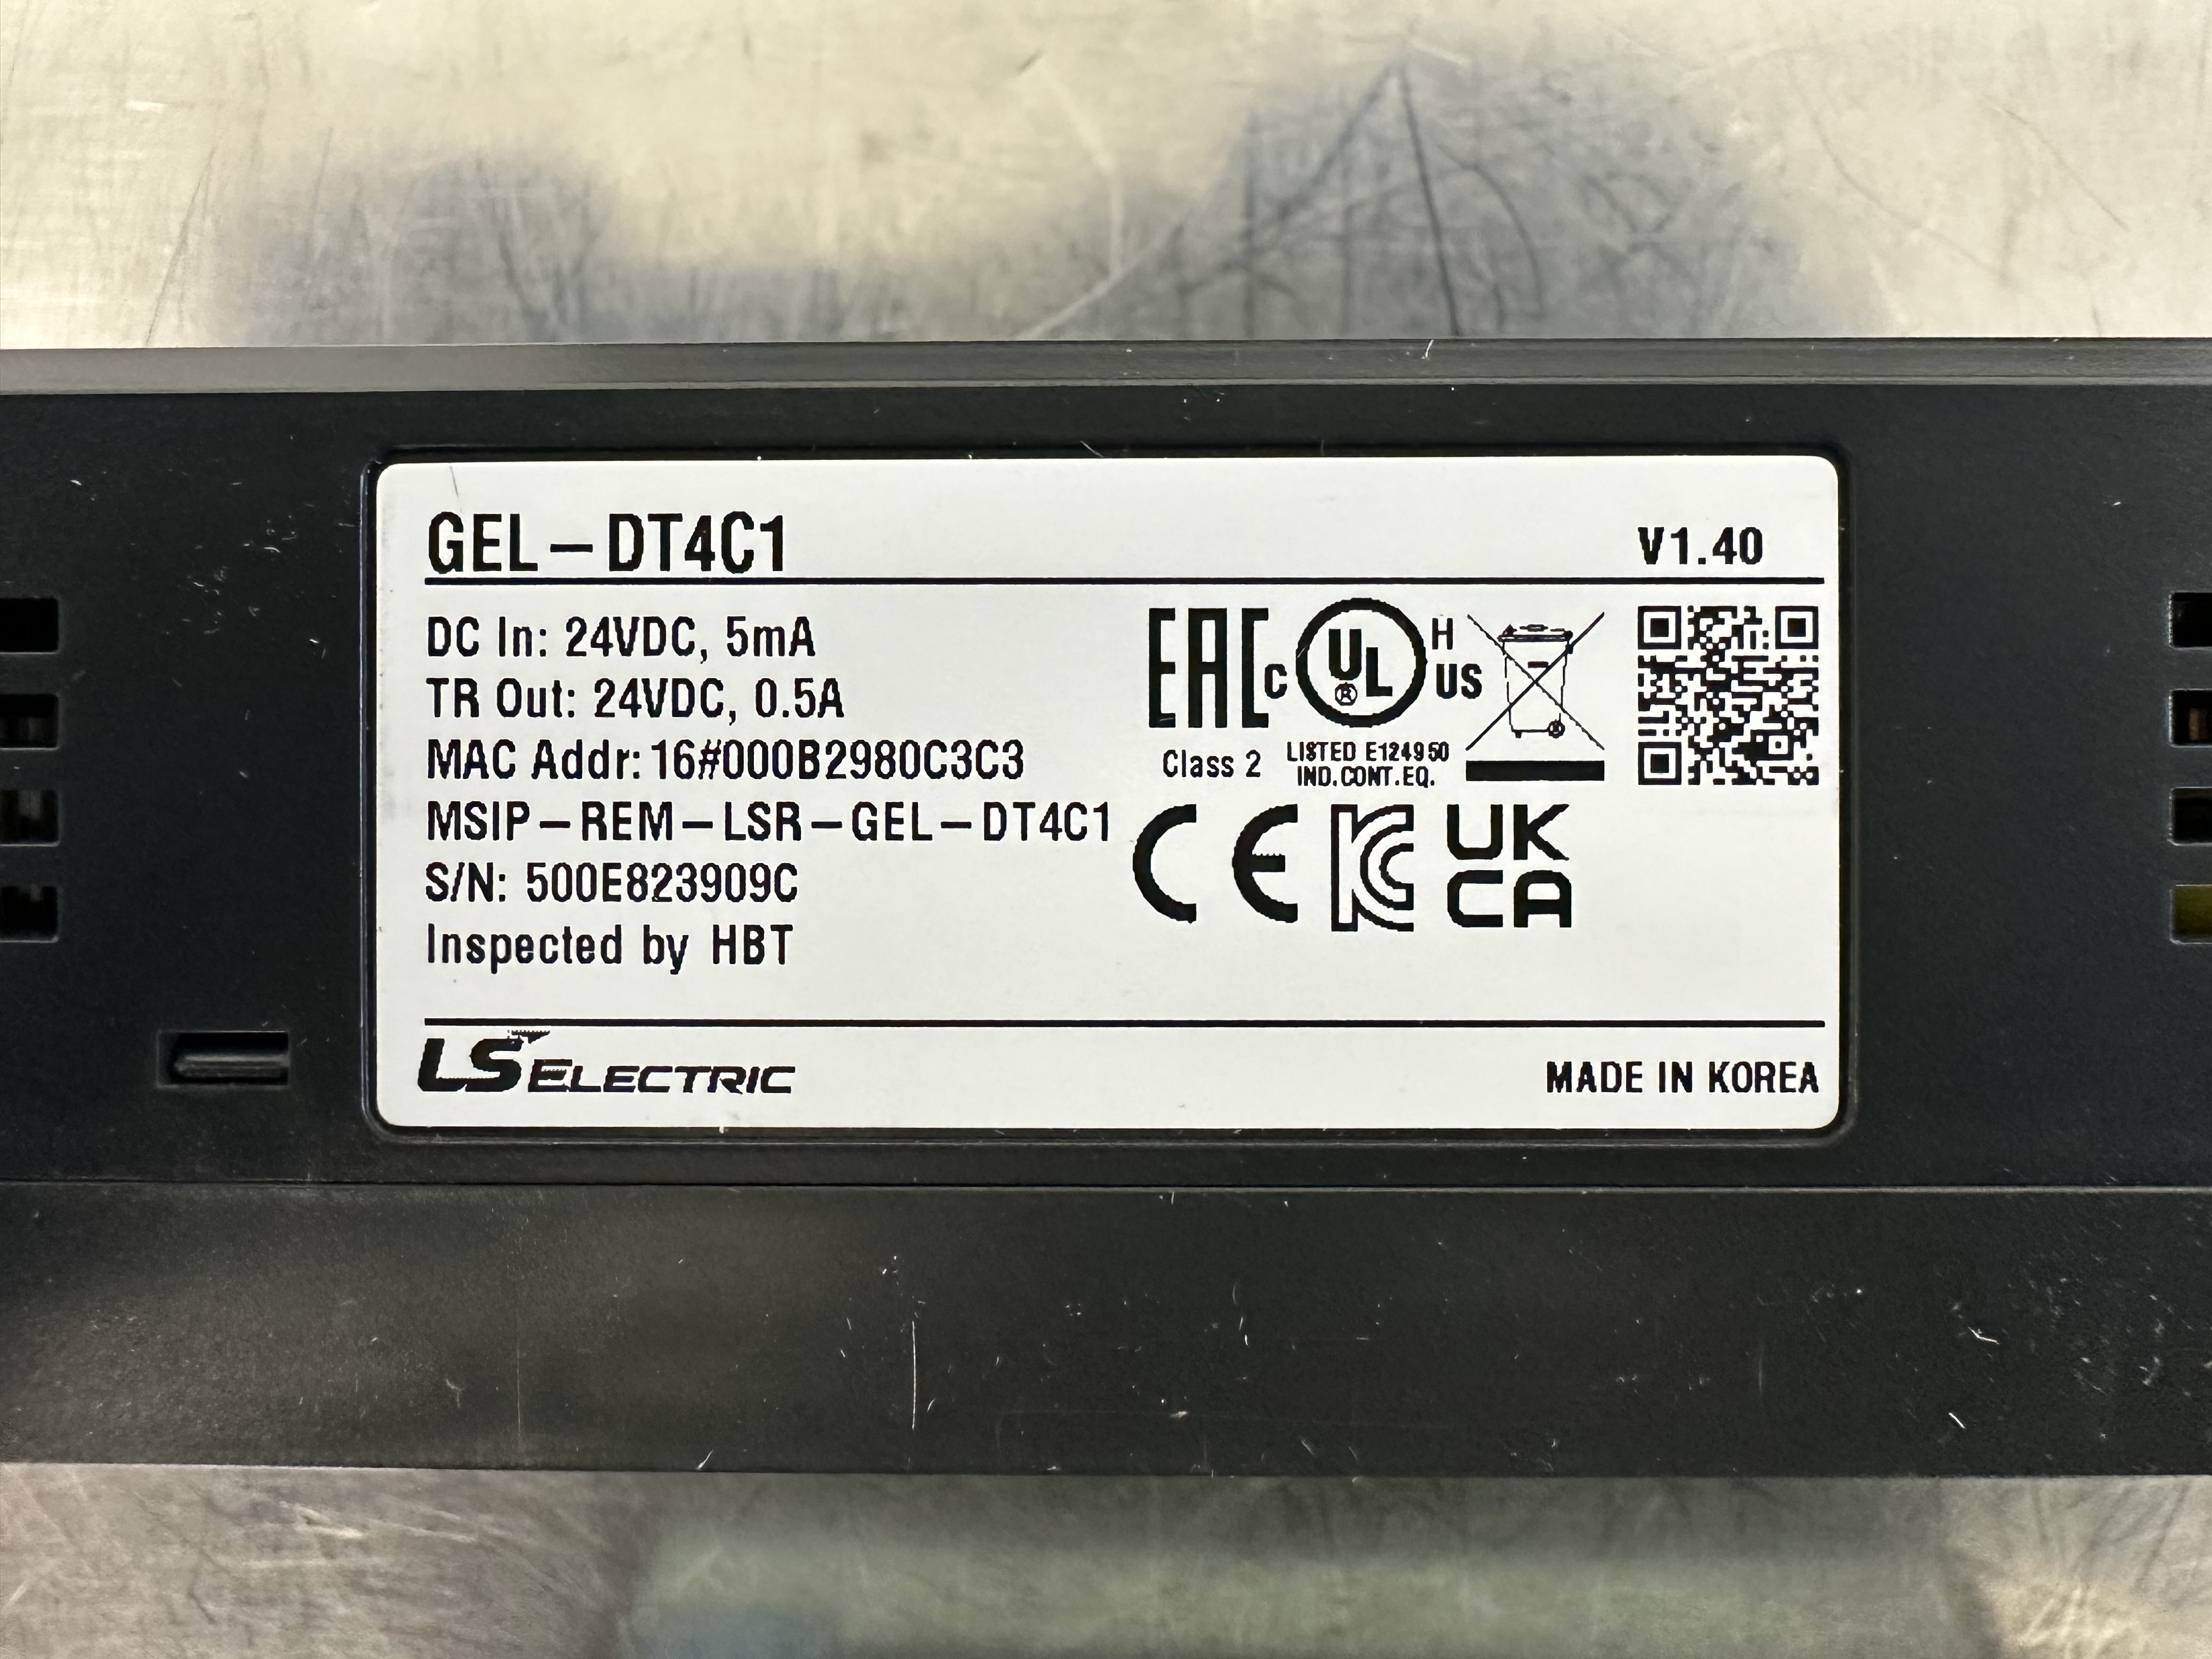 GEL-DT4C1
V1.40
DC In: 24VDC, 5mA
TR Out: 24VDC, 0.5A
MAC Addr: 16#000B2980C3C3
MSIP-REM-LSR-GEL-DT4C1
S/N: 500E823909C
Inspected by HBT
EAC
C UL ® H US
Class 2
LISTED E124950
IND.CONT.EQ.
CE
KC
UK
CA
LS ELECTRIC
MADE IN KOREA